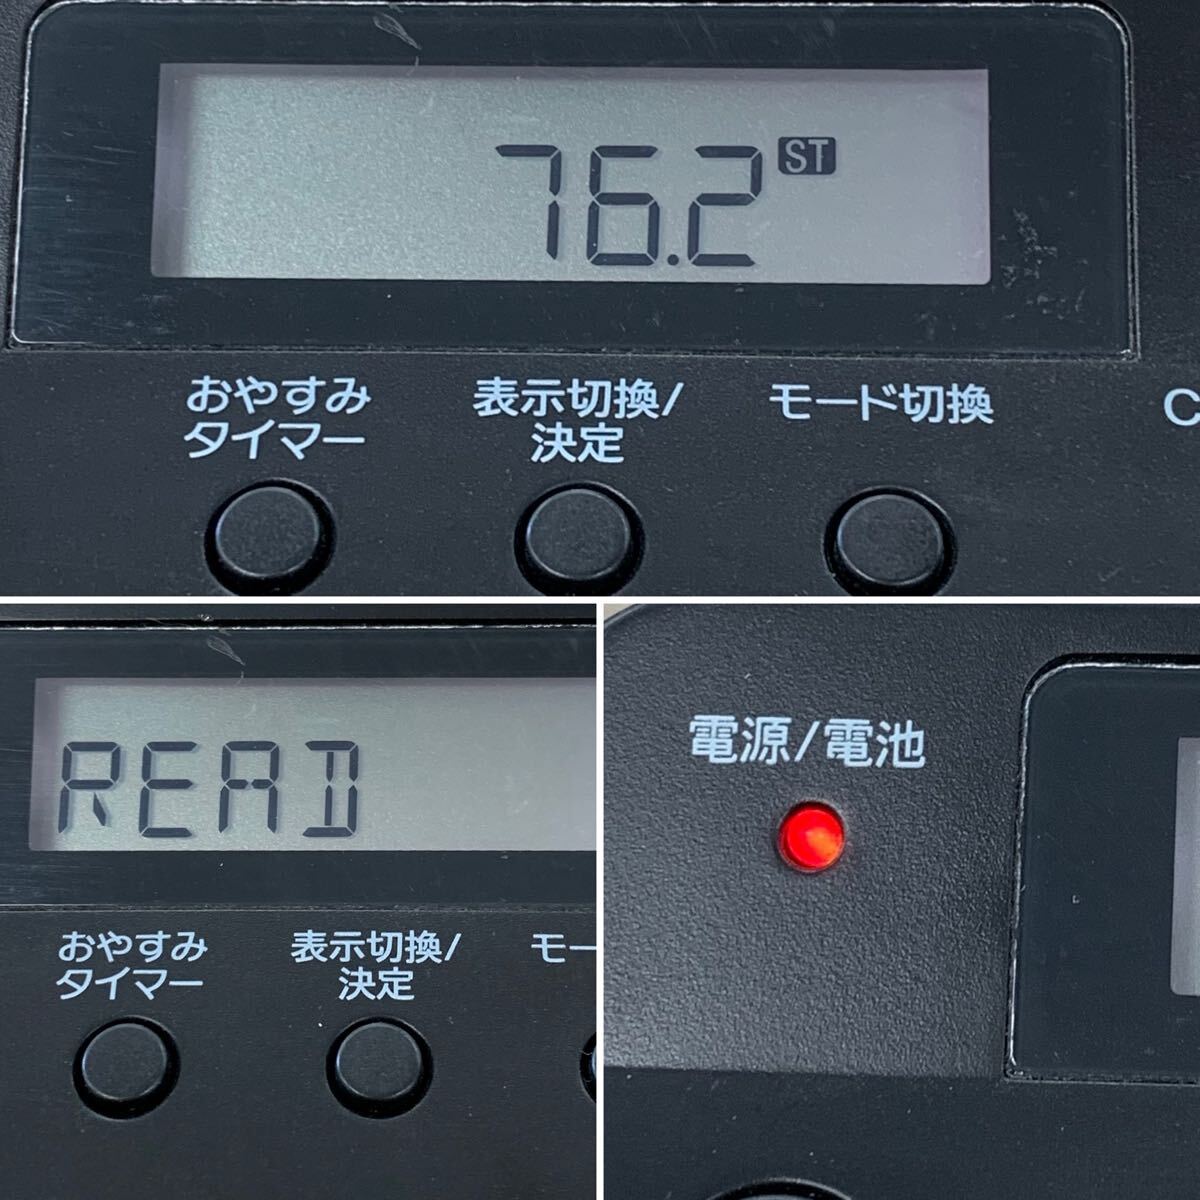 76.2 ST
おやすみ
タイマー
表示切換/
決定
モード切換
C
READ
おやすみ
タイマー
表示切換/
決定
モー
電源/電池